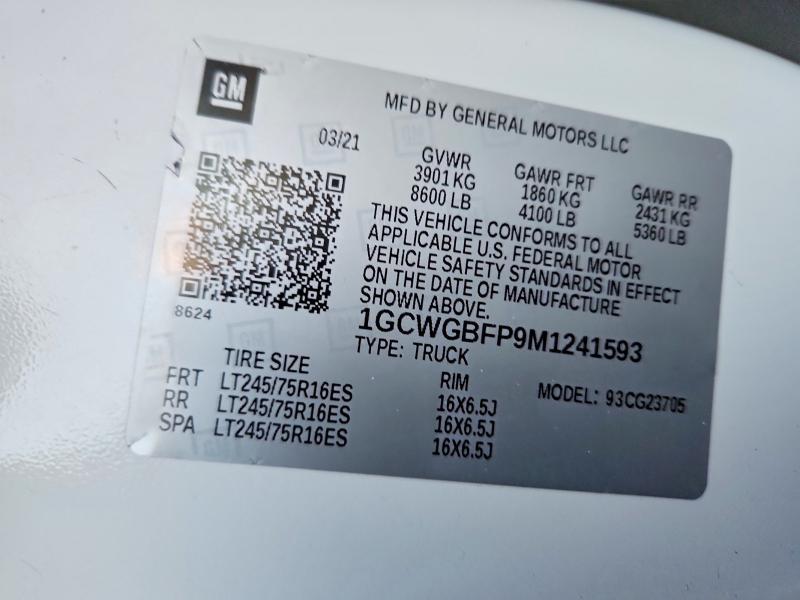 GM
MFD BY GENERAL MOTORS LLC
03/21
GVWR
3901 KG
8600 LB
GAWR FRT
1860 KG
4100 LB
GAWR RR
2431 KG
5360 LB
THIS VEHICLE CONFORMS TO ALL
APPLICABLE U.S. FEDERAL MOTOR
VEHICLE SAFETY STANDARDS IN EFFECT
ON THE DATE OF MANUFACTURE
SHOWN ABOVE.
8624
1GCWGBFP9M1241593
TYPE: TRUCK
TIRE SIZE
RIM
MODEL: 93CG23705
FRT LT245/75R16ES 16X6.5J
RR LT245/75R16ES 16X6.5J
SPA LT245/75R16ES 16X6.5J